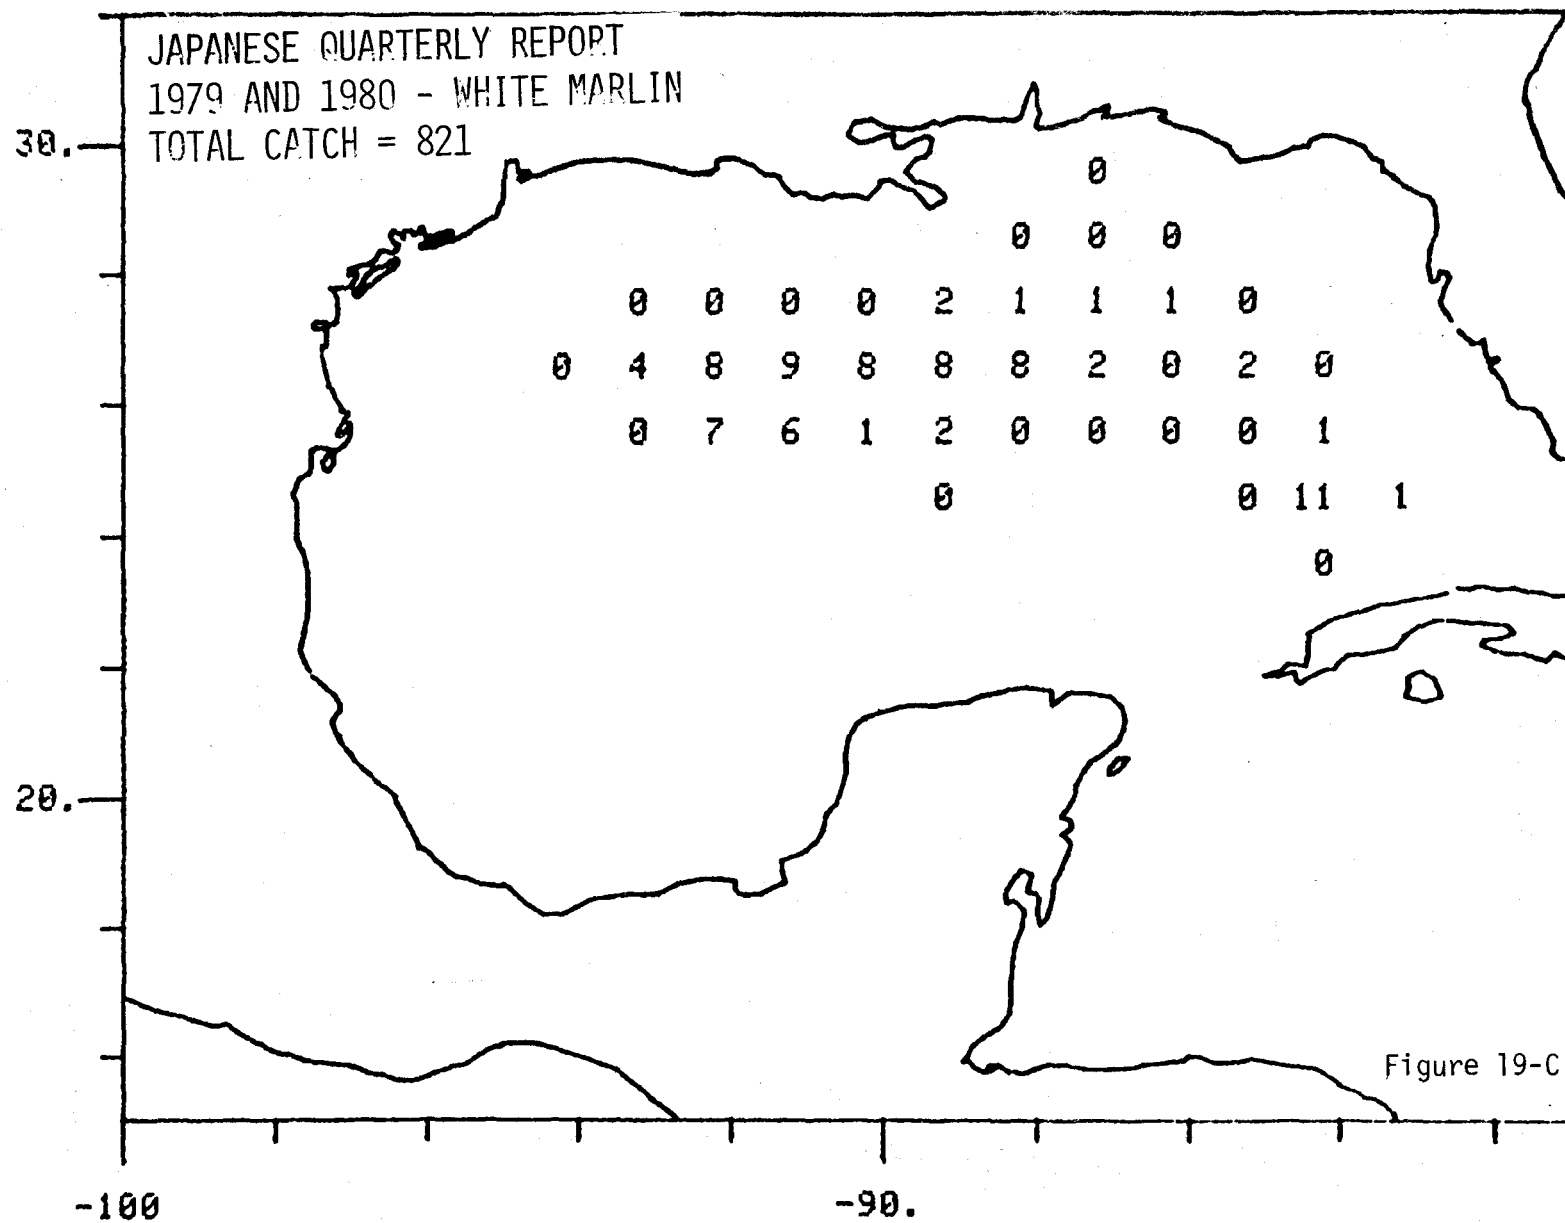 JAPANESE QUARTERLY REPORT
1979 AND 1980 - WHITE MARLIN
TOTAL CATCH = 821
30.
0
0 0 0
0 0 0 0 2 1 1 1 0
0 4 8 9 8 8 8 2 0 2 0
0 7 6 1 2 0 0 0 0 1
0 0 11 1
0
20.
Figure 19-C
-100 -90.